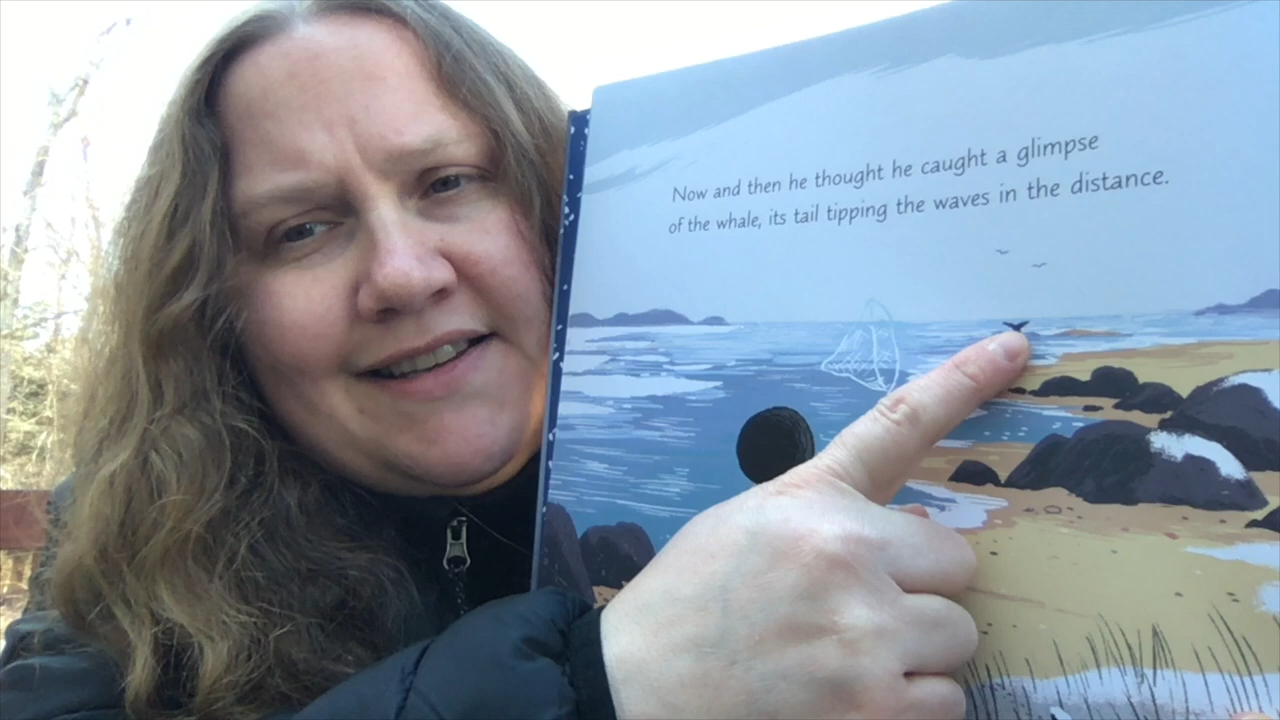 Now and then he thought he caught a glimpse
of the whale, its tail tipping the waves in the distance.